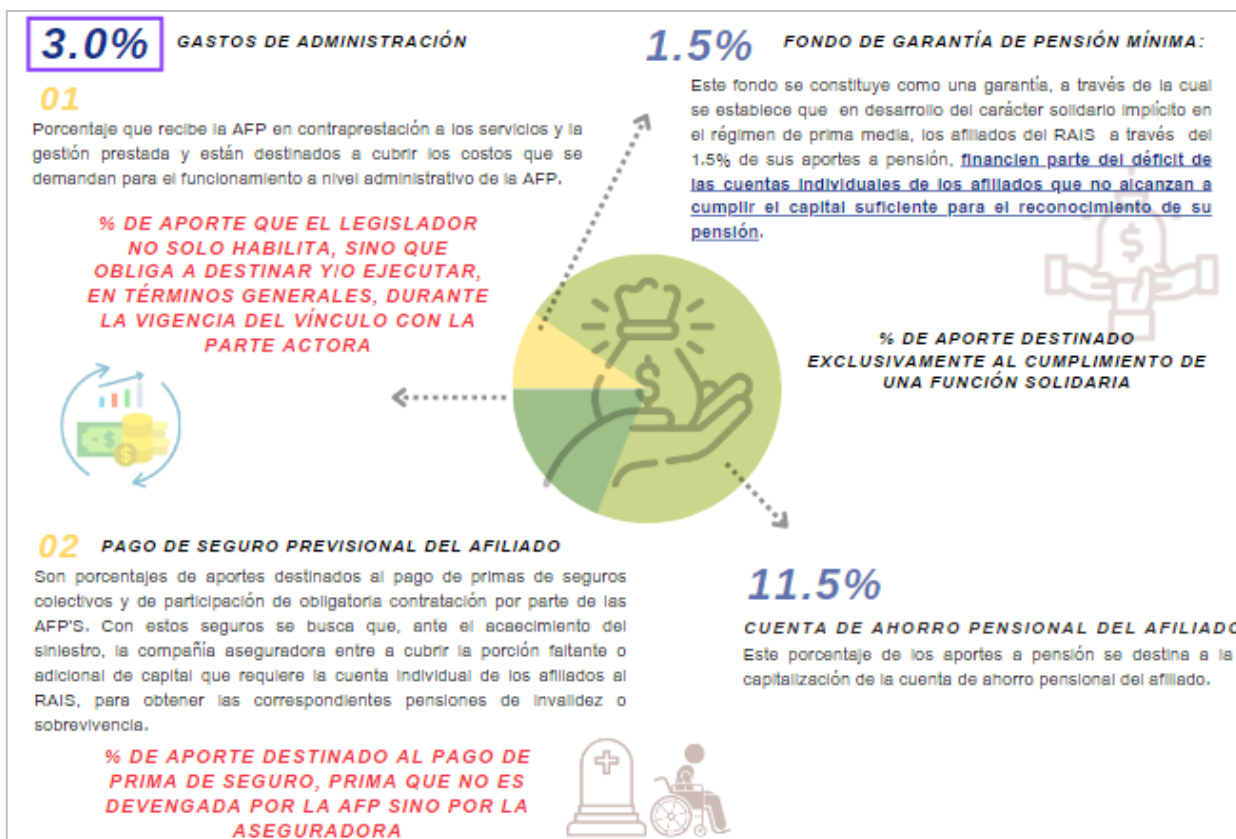 3.0% GASTOS DE ADMINISTRACIÓN
01
Porcentaje que recibe la AFP en contraprestación a los servicios y la
gestión prestada y están destinados a cubrir los costos que se
demandan para el funcionamiento a nivel administrativo de la AFP.
% DE APORTE QUE EL LEGISLADOR
NO SOLO HABILITA, SINO QUE
OBLIGA A DESTINAR Y/O EJECUTAR,
EN TÉRMINOS GENERALES, DURANTE
LA VIGENCIA DEL VÍNCULO CON LA
PARTE ACTORA
1.5% FONDO DE GARANTÍA DE PENSIÓN MÍNIMA:
Este fondo se constituye como una garantía, a través de la cual
se establece que en desarrollo del carácter solidario implícito en
el régimen de prima media, los afiliados del RAIS a través del
1.5% de sus aportes a pensión, financien parte del déficit de
las cuentas individuales de los afiliados que no alcanzan a
cumplir el capital suficiente para el reconocimiento de su
pensión.
% DE APORTE DESTINADO
EXCLUSIVAMENTE AL CUMPLIMIENTO DE
UNA FUNCIÓN SOLIDARIA
$
$
-$
$
02 PAGO DE SEGURO PREVISIONAL DEL AFILIADO
Son porcentajes de aportes destinados al pago de primas de seguros
colectivos y de participación de obligatoria contratación por parte de las
AFP'S. Con estos seguros se busca que, ante el acaecimiento del
siniestro, la compañía aseguradora entre a cubrir la porción faltante o
adicional de capital que requiere la cuenta individual de los afiliados al
RAIS, para obtener las correspondientes pensiones de invalidez o
sobrevivencia.
% DE APORTE DESTINADO AL PAGO DE
PRIMA DE SEGURO, PRIMA QUE NO ES
DEVENGADA POR LA AFP SINO POR LA
ASEGURADORA
11.5%
CUENTA DE AHORRO PENSIONAL DEL AFILIADO
Este porcentaje de los aportes a pensión se destina a la
capitalización de la cuenta de ahorro pensional del afiliado.